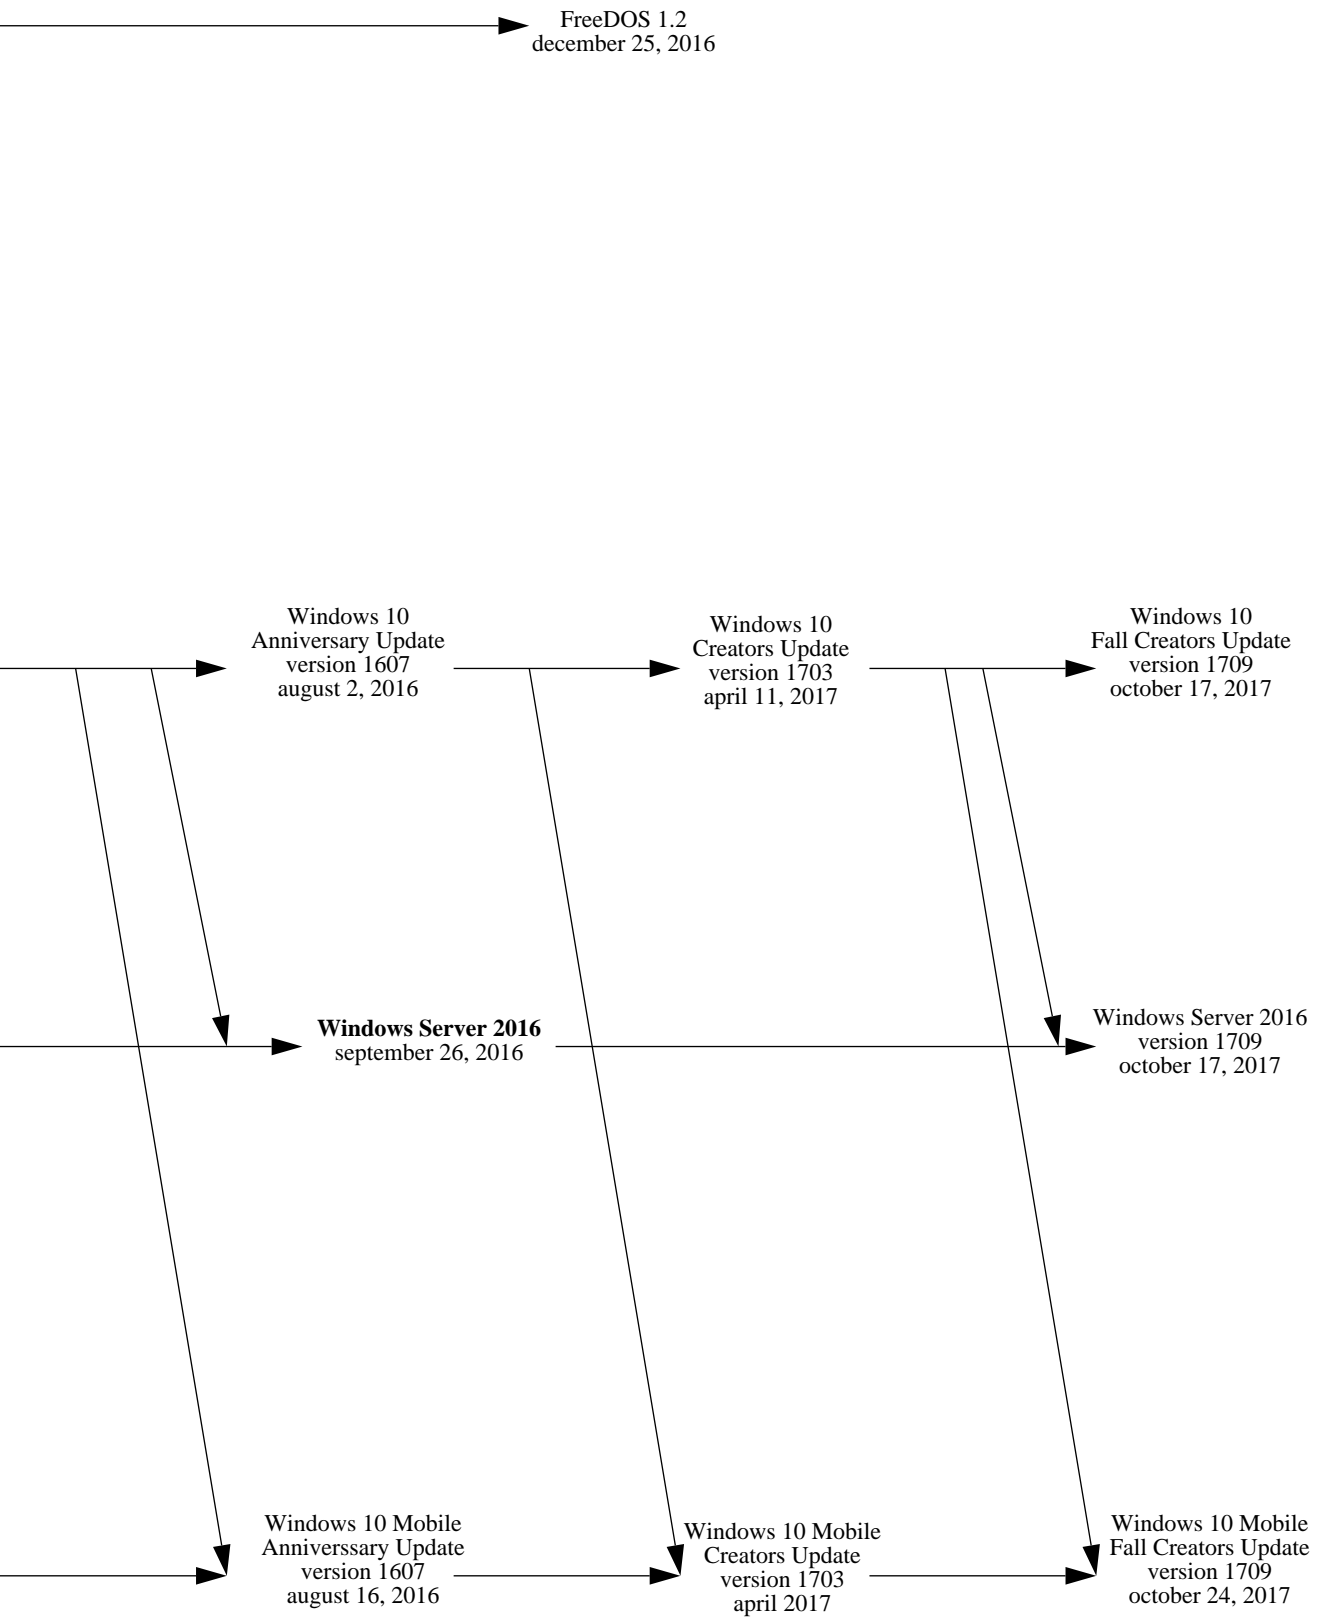 FreeDOS 1.2
december 25, 2016
Windows 10
Anniversary Update
version 1607
august 2, 2016
Windows 10
Creators Update
version 1703
april 11, 2017
Windows 10
Fall Creators Update
version 1709
october 17, 2017
Windows Server 2016
september 26, 2016
Windows Server 2016
version 1709
october 17, 2017
Windows 10 Mobile
Anniverssary Update
version 1607
august 16, 2016
Windows 10 Mobile
Creators Update
version 1703
april 2017
Windows 10 Mobile
Fall Creators Update
version 1709
october 24, 2017